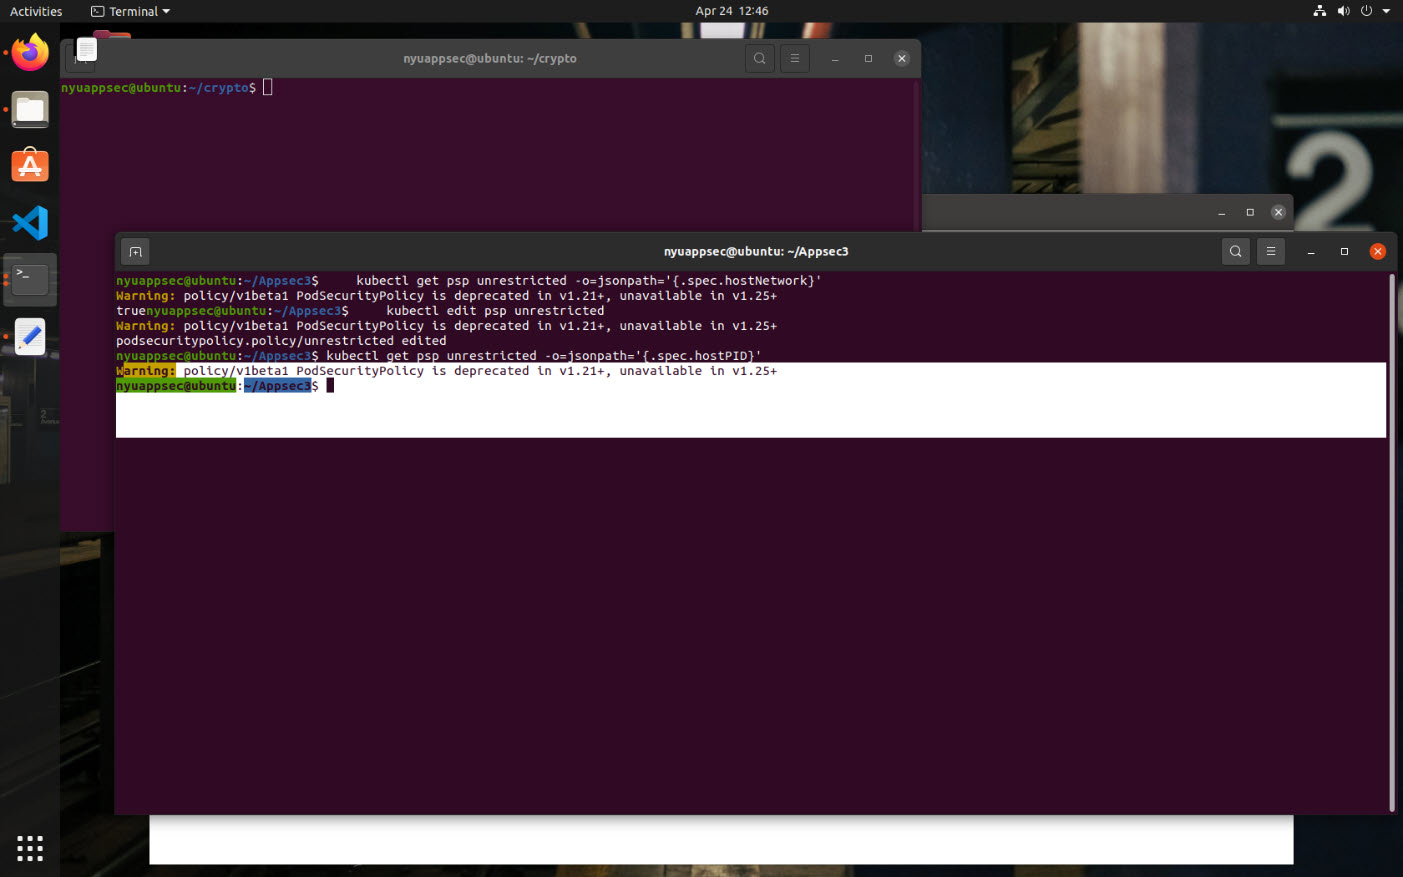 Activities
Terminal
Apr 24 12:46
nyuappsec@ubuntu: ~/crypto
nyuappsec@ubuntu:~/crypto$
2
nyuappsec@ubuntu: ~/Appsec3
nyuappsec@ubuntu:~/Appsec3$     kubectl get psp unrestricted -o=jsonpath='{.spec.hostNetwork}'
Warning: policy/v1beta1 PodSecurityPolicy is deprecated in v1.21+, unavailable in v1.25+
truenyuappsec@ubuntu:~/Appsec3$     kubectl edit psp unrestricted
Warning: policy/v1beta1 PodSecurityPolicy is deprecated in v1.21+, unavailable in v1.25+
podsecuritypolicy.policy/unrestricted edited
nyuappsec@ubuntu:~/Appsec3$ kubectl get psp unrestricted -o=jsonpath='{.spec.hostPID}'
Warning: policy/v1beta1 PodSecurityPolicy is deprecated in v1.21+, unavailable in v1.25+
nyuappsec@ubuntu:~/Appsec3$
2